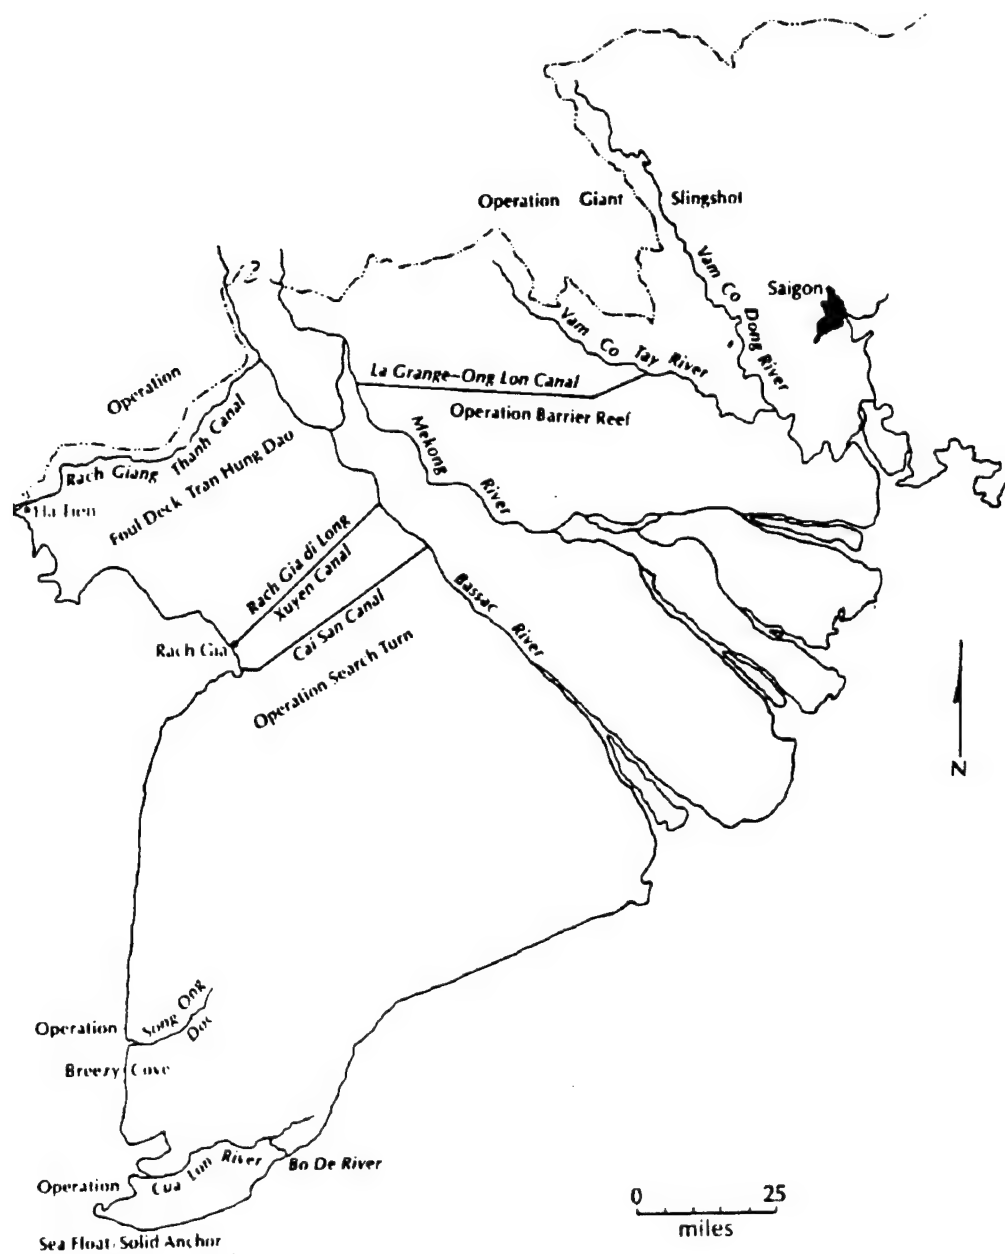 Operation Giant Slingshot
Vam Co Dong River
Saigon
Vam Co Tay River
La Grange–Ong Lon Canal
Operation Barrier Reef
Operation
Rach Giang Thanh Canal
Foul Deck Tran Hung Dao
Ha Tien
Mekong River
Rach Gia di Long
Xuyen Canal
Rach Gia
Cai San Canal
Operation Search Turn
Bassac River
N
Operation
Song Ong
Doc
Breezy Cove
Operation
Cua Lon River
Bo De River
Sea Float/Solid Anchor
0 25
miles